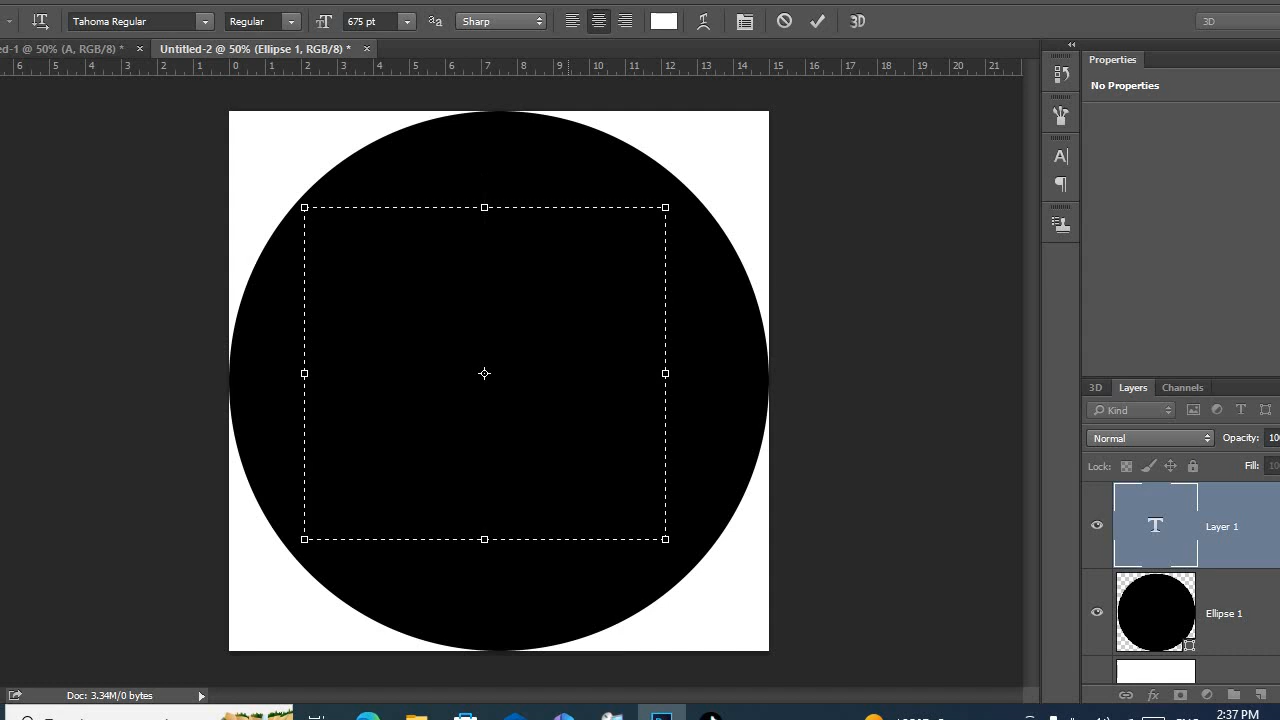 Tahoma Regular Regular 675 pt Sharp 3D 3D
ed-1 @ 50% (A, RGB/8) * × Untitled-2 @ 50% (Ellipse 1, RGB/8) * ×
6 5 4 3 2 1 0 1 2 3 4 5 6 7 8 9 10 11 12 13 14 15 16 17 18 19 20 21
Properties
No Properties
3D Layers Channels
Kind
Normal Opacity: 10
Lock: Fill: 10
T Layer 1
Ellipse 1
Doc: 3.34M/0 bytes
2:37 PM